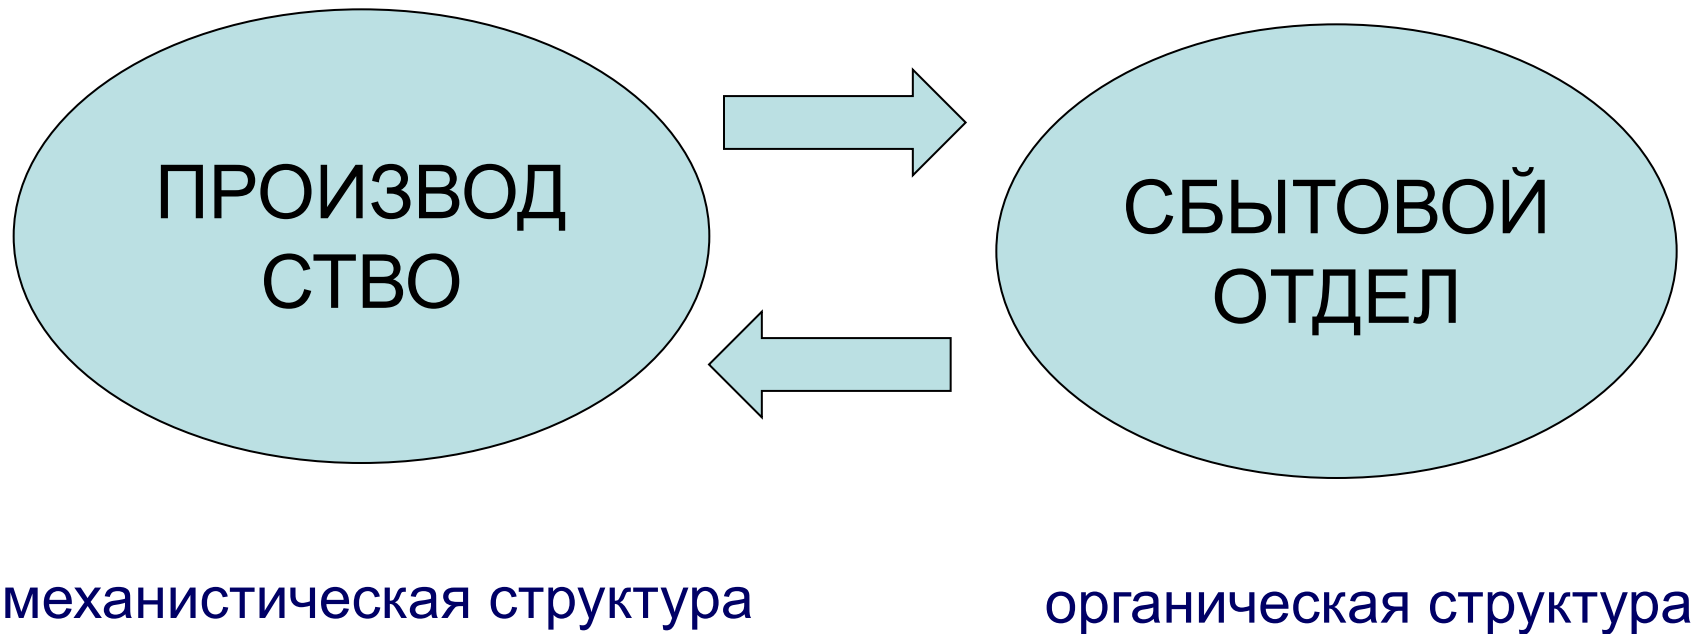 ПРОИЗВОД
СТВО
СБЫТОВОЙ
ОТДЕЛ
механистическая структура
органическая структура